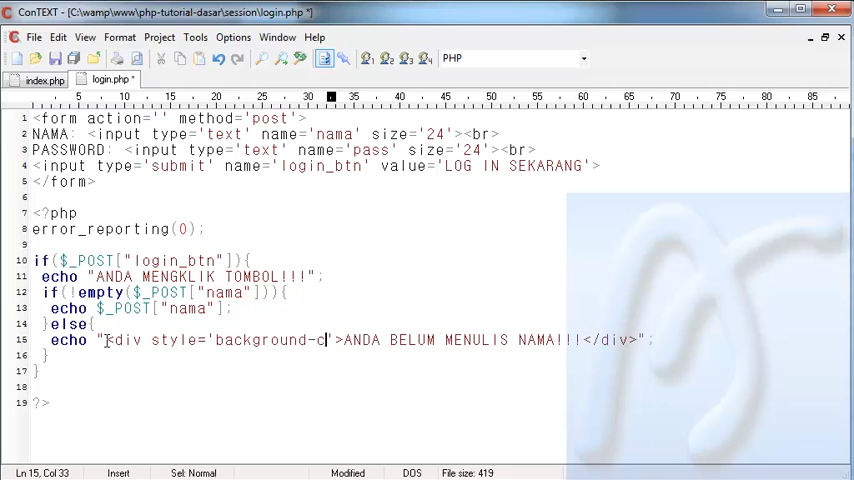 ConTEXT - [C:\wamp\www\php-tutorial-dasar\session\login.php *]
File Edit View Format Project Tools Options Window Help
1 2 3 4 PHP
index.php login.php *
0 5 10 15 20 25 30 35 40 45 50 55 60 65 70 75 80 85
1 <form action='' method='post'>
2 NAMA: <input type='text' name='nama' size='24'><br>
3 PASSWORD: <input type='text' name='pass' size='24'><br>
4 <input type='submit' name='login_btn' value='LOG IN SEKARANG'>
5 </form>
6
7 <?php
8 error_reporting(0);
9
10 if($_POST["login_btn"]){
11 echo "ANDA MENGKLIK TOMBOL!!!";
12 if(!empty($_POST["nama"])){
13 echo $_POST["nama"];
14 }else{
15 echo "<div style='background-c'>ANDA BELUM MENULIS NAMA!!!</div>";
16 }
17 }
18
19 ?>
Ln 15, Col 33 Insert Sel: Normal Modified DOS File size: 419